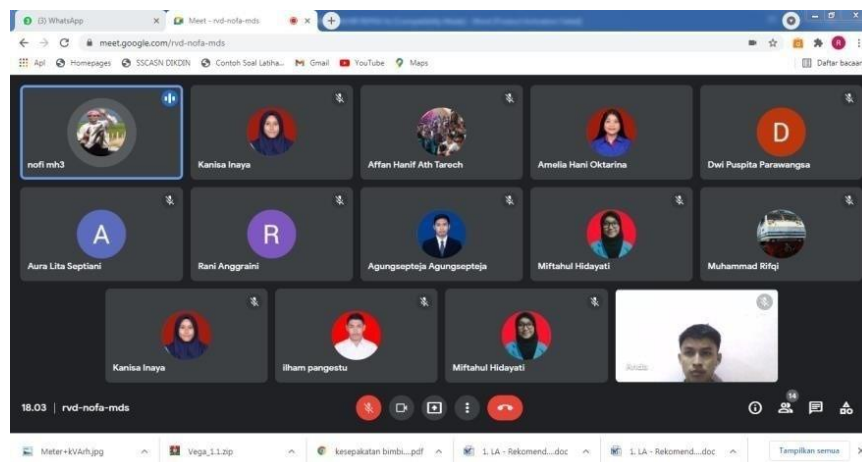 (3) WhatsApp
Meet - rvd-nofa-mds
meet.google.com/rvd-nofa-mds
R
Apl
Homepages
SSCASN DIKDIN
Contoh Soal Latiha...
Gmail
YouTube
Maps
Daftar bacaan
nofi mh3
Kanisa Inaya
Affan Hanif Ath Tarech
Amelia Hani Oktarina
D
Dwi Puspita Parawangsa
A
Aura Lita Septiani
R
Rani Anggraini
Agungsepteja Agungsepteja
Miftahul Hidayati
Muhammad Rifqi
Kanisa Inaya
ilham pangestu
Miftahul Hidayati
Anda
18.03 | rvd-nofa-mds
14
Meter+kVArh.jpg
Vega_1.1.zip
kesepakatan bimbi....pdf
1. LA - Rekomend....doc
1. LA - Rekomend....doc
Tampilkan semua